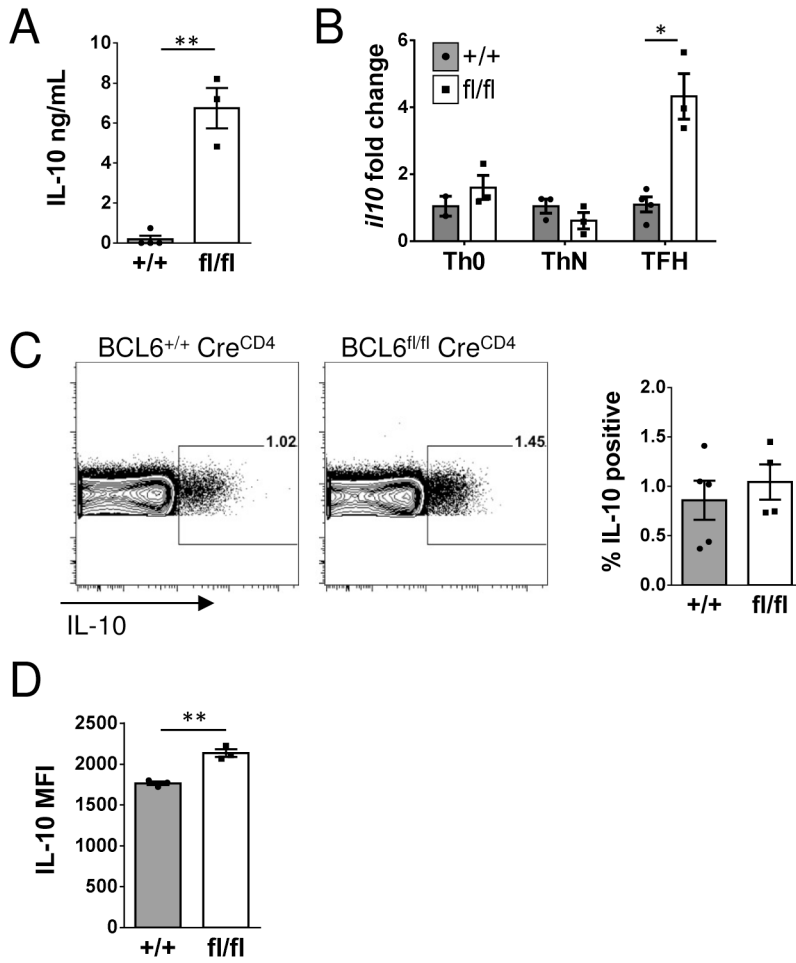 A
IL-10 ng/mL
10
8
6
4
2
0
**
+/+
fl/fl
B
il10 fold change
6
4
2
0
+/+
fl/fl
*
Th0
ThN
TFH
C
BCL6+/+ CreCD4
BCL6fl/fl CreCD4
1.02
1.45
IL-10
% IL-10 positive
2.0
1.5
1.0
0.5
0.0
+/+
fl/fl
D
IL-10 MFI
2500
2000
1500
1000
500
0
**
+/+
fl/fl